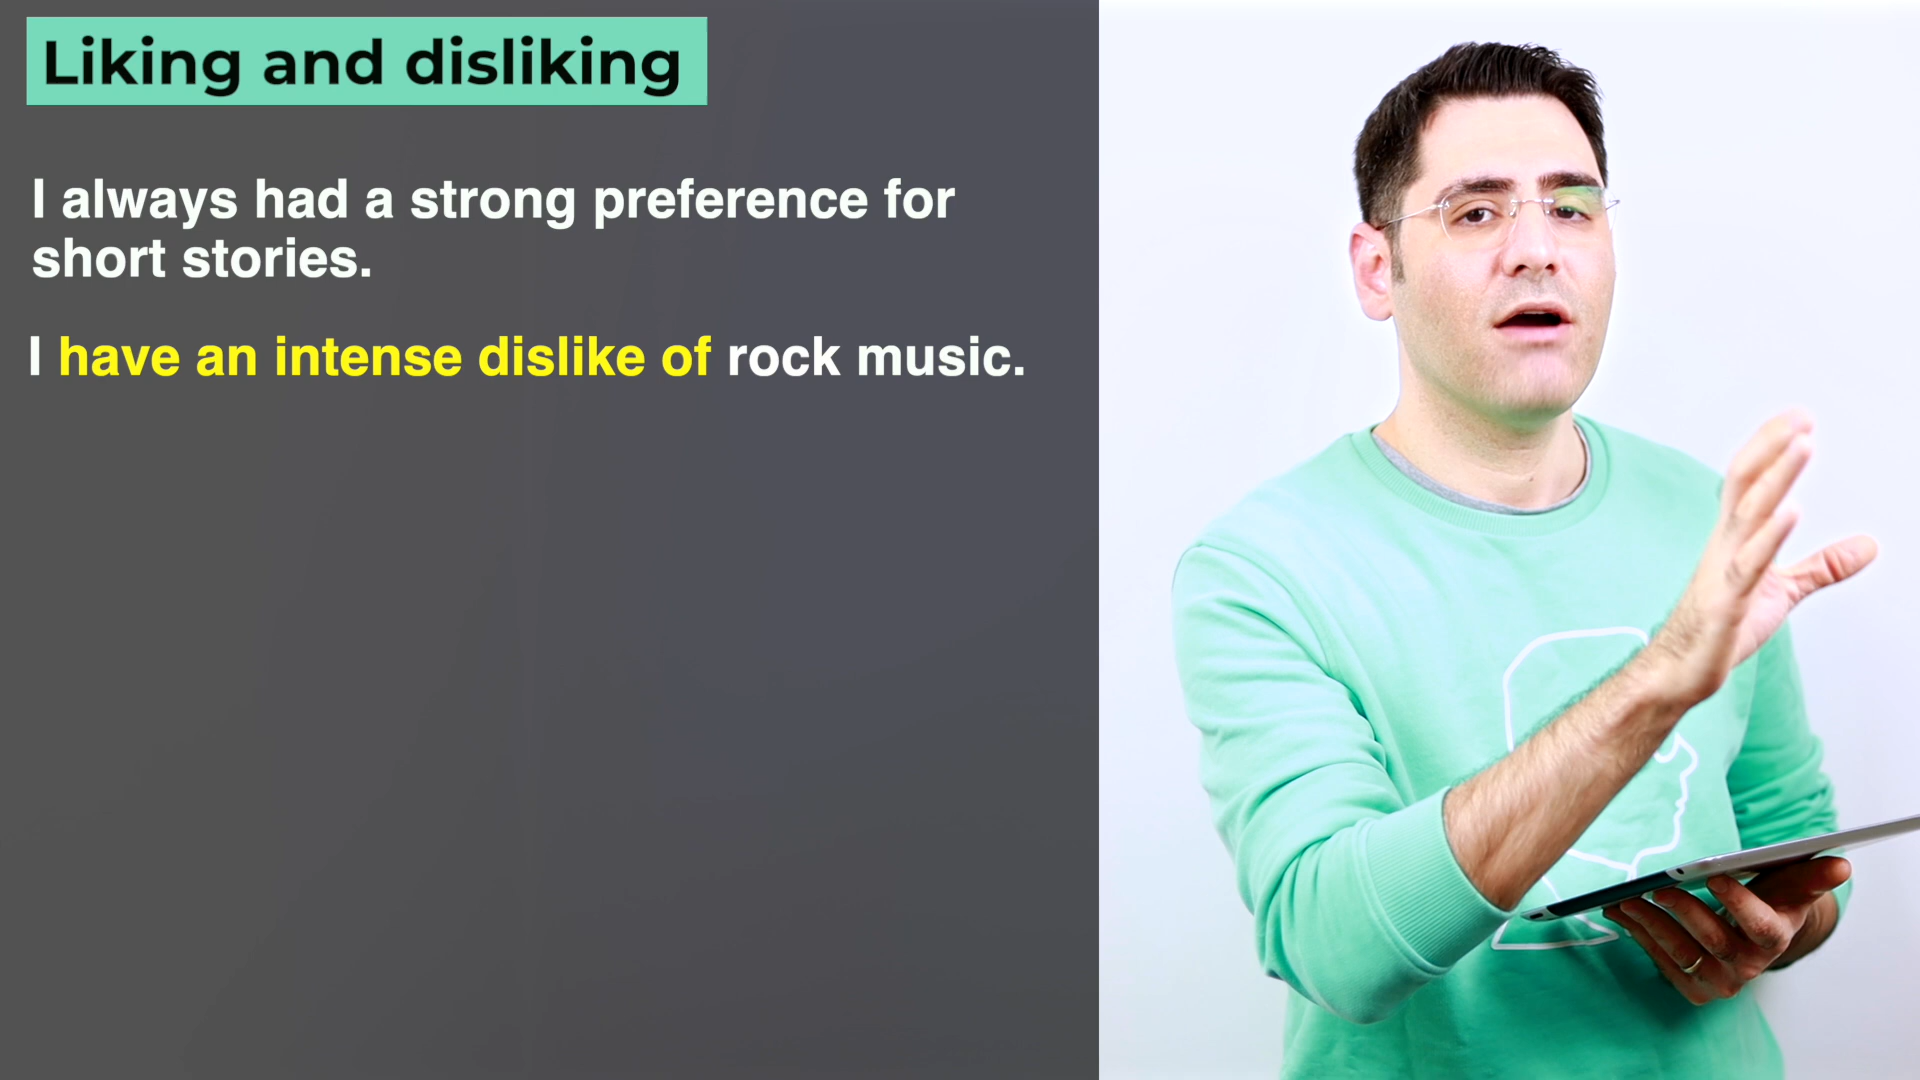 Liking and disliking
I always had a strong preference for
short stories.
I have an intense dislike of rock music.